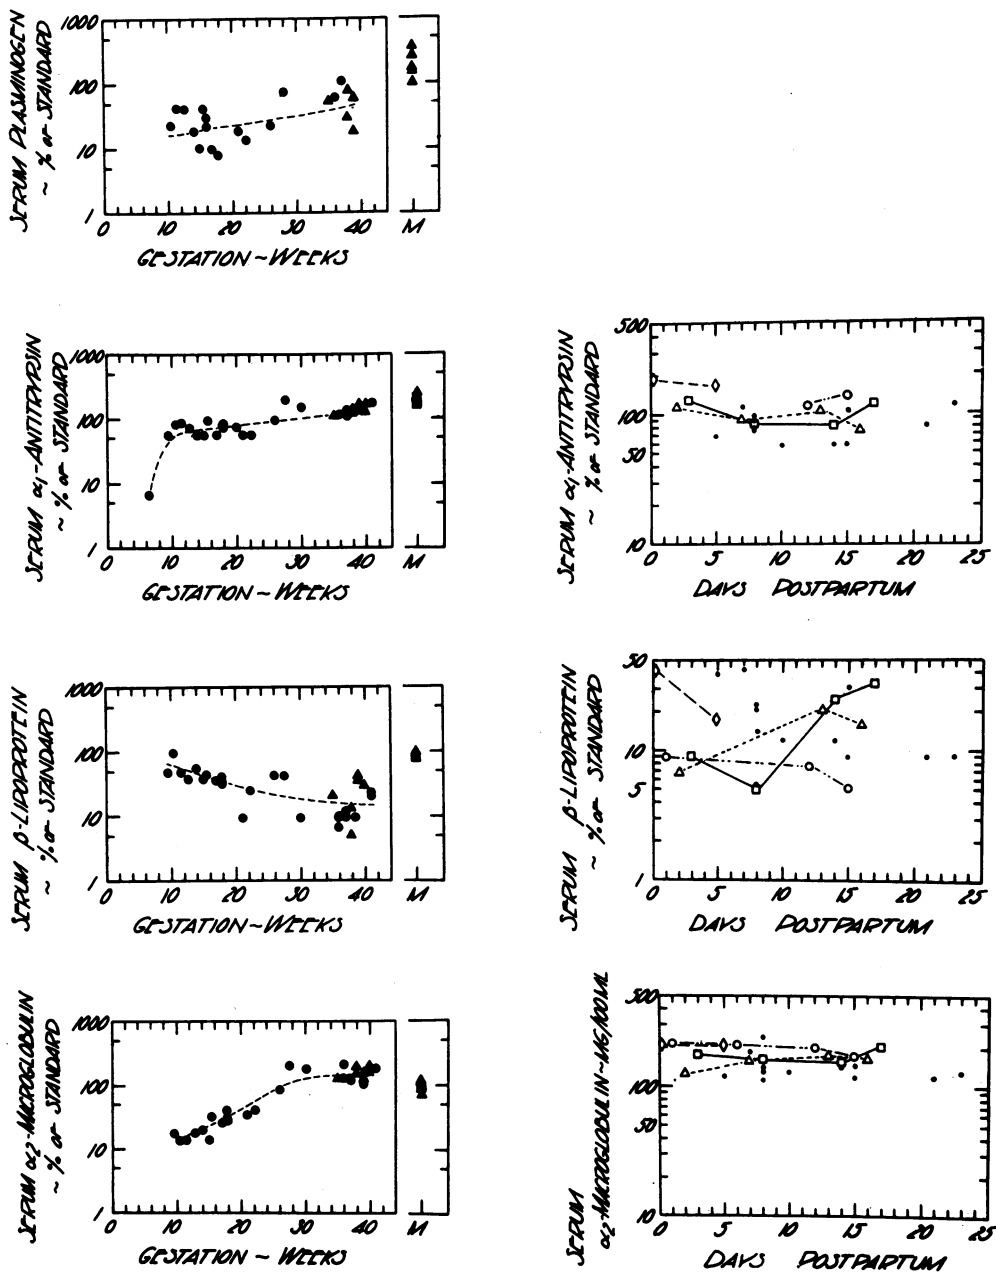 SERUM PLASMINOGEN
~ % OF STANDARD
1000
100
10
1
0 10 20 30 40 M
GESTATION ~ WEEKS
SERUM α1-ANTITRYPSIN
~ % OF STANDARD
1000
100
10
1
0 10 20 30 40 M
GESTATION ~ WEEKS
SERUM α1-ANTITRYPSIN
~ % OF STANDARD
500
100
50
10
0 5 10 15 20 25
DAYS POSTPARTUM
SERUM β-LIPOPROTEIN
~ % OF STANDARD
1000
100
10
1
0 10 20 30 40 M
GESTATION ~ WEEKS
SERUM β-LIPOPROTEIN
~ % OF STANDARD
50
10
5
1
0 5 10 15 20 25
DAYS POSTPARTUM
SERUM α2-MACROGLOBULIN
~ % OF STANDARD
1000
100
10
1
0 10 20 30 40 M
GESTATION ~ WEEKS
SERUM
α2-MACROGLOBULIN~MG/100ML
500
100
50
10
0 5 10 15 20 25
DAYS POSTPARTUM